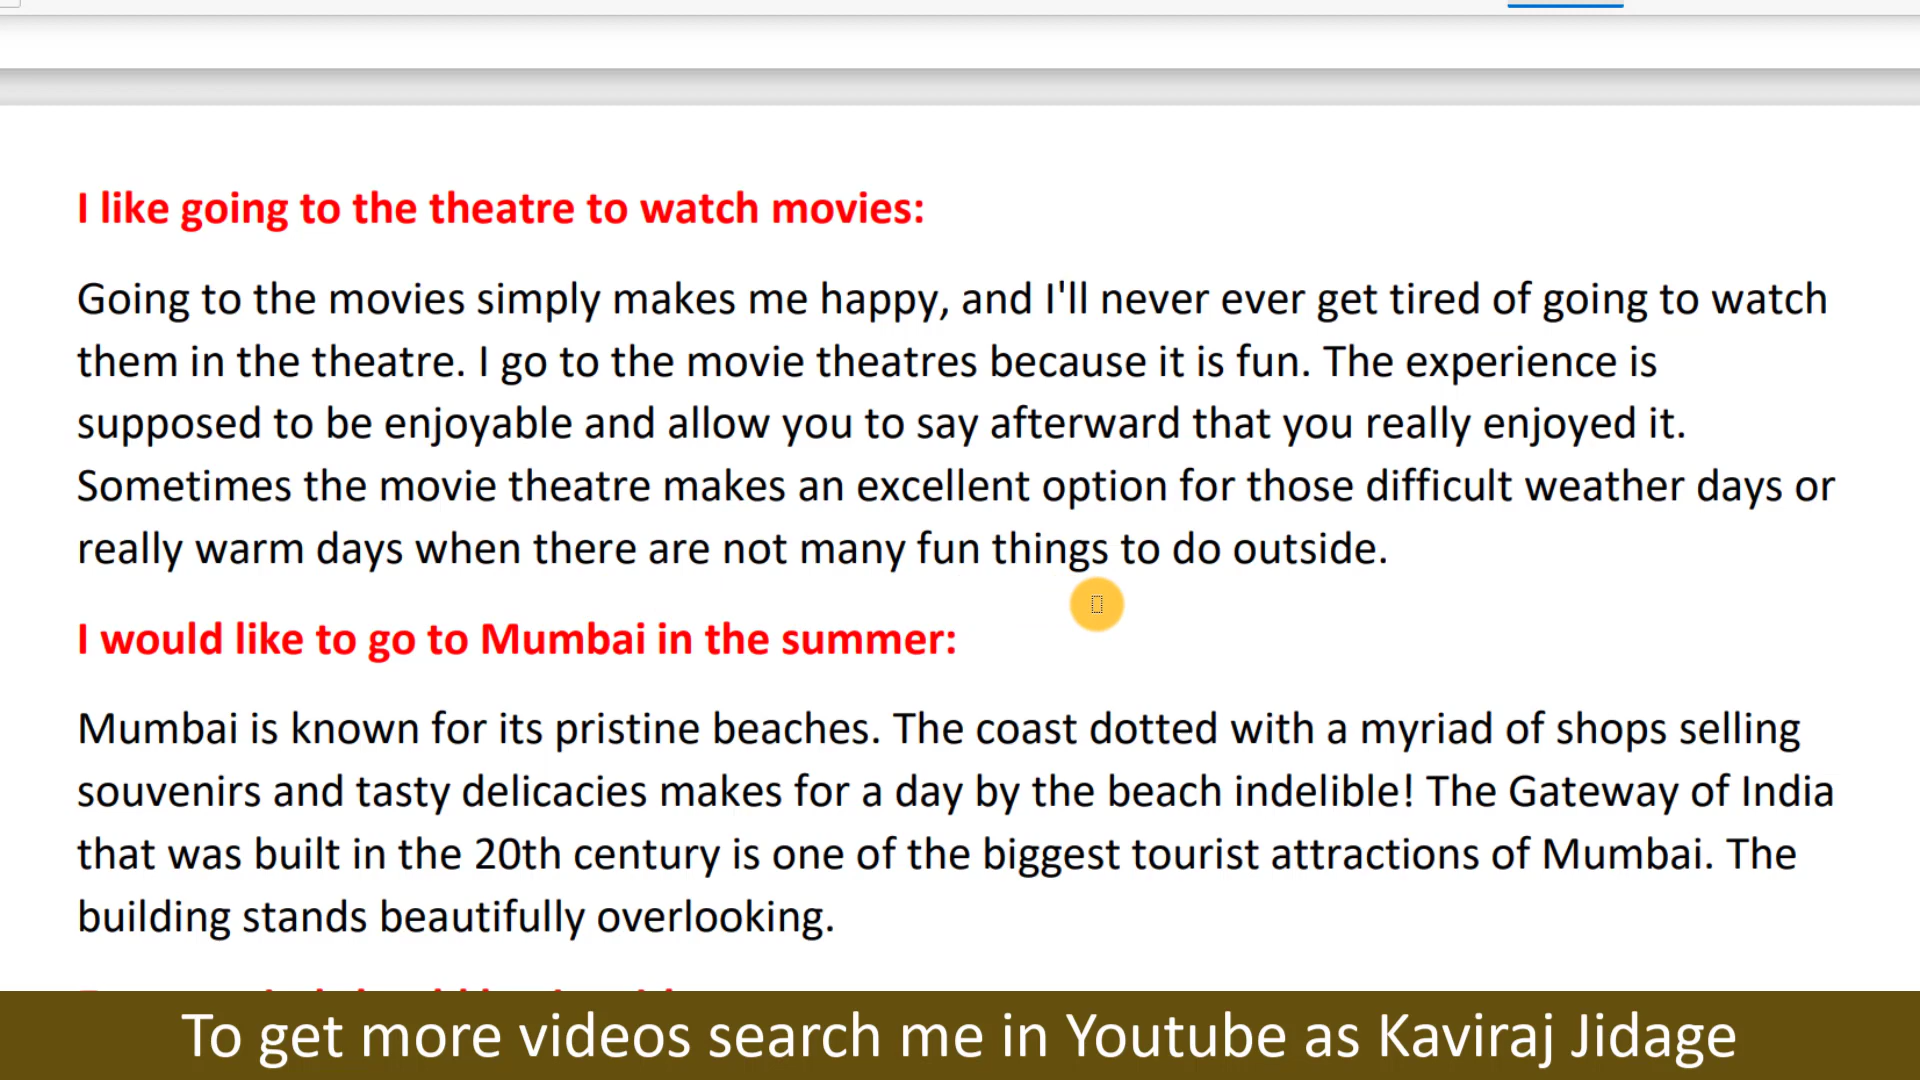 I like going to the theatre to watch movies:
Going to the movies simply makes me happy, and I'll never ever get tired of going to watch
them in the theatre. I go to the movie theatres because it is fun. The experience is
supposed to be enjoyable and allow you to say afterward that you really enjoyed it.
Sometimes the movie theatre makes an excellent option for those difficult weather days or
really warm days when there are not many fun things to do outside.
I would like to go to Mumbai in the summer:
Mumbai is known for its pristine beaches. The coast dotted with a myriad of shops selling
souvenirs and tasty delicacies makes for a day by the beach indelible! The Gateway of India
that was built in the 20th century is one of the biggest tourist attractions of Mumbai. The
building stands beautifully overlooking.
To get more videos search me in Youtube as Kaviraj Jidage